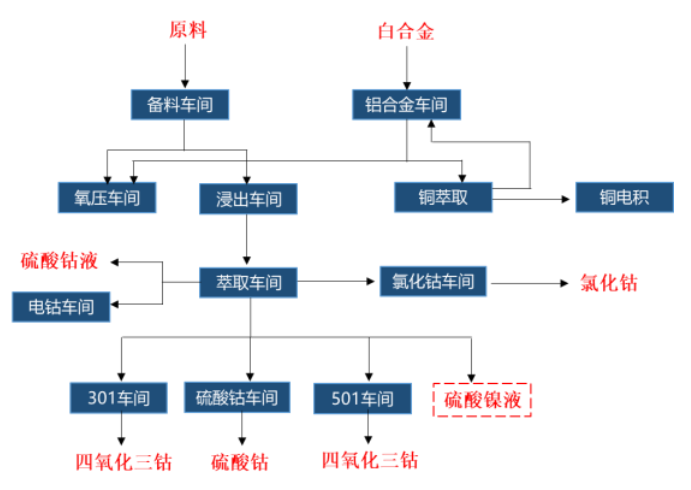 原料
白合金
备料车间
铝合金车间
氧压车间
浸出车间
铜萃取
铜电积
硫酸钴液
电钴车间
萃取车间
氯化钴车间
氯化钴
301车间
硫酸钴车间
501车间
硫酸镍液
四氧化三钴
硫酸钴
四氧化三钴